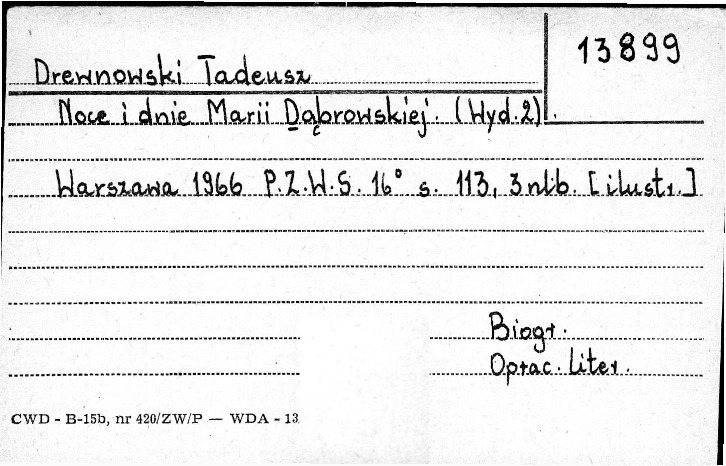 13899
Drewnowski Tadeusz
Noce i dnie Marii Dąbrowskiej. (Wyd.2).
Warszawa 1966 P.Z.W.S. 16° s. 113, 3 nlb. [ilustr.]
Biogr.
Oprac. liter.
CWD - B-15b, nr 420/ZW/P — WDA - 13